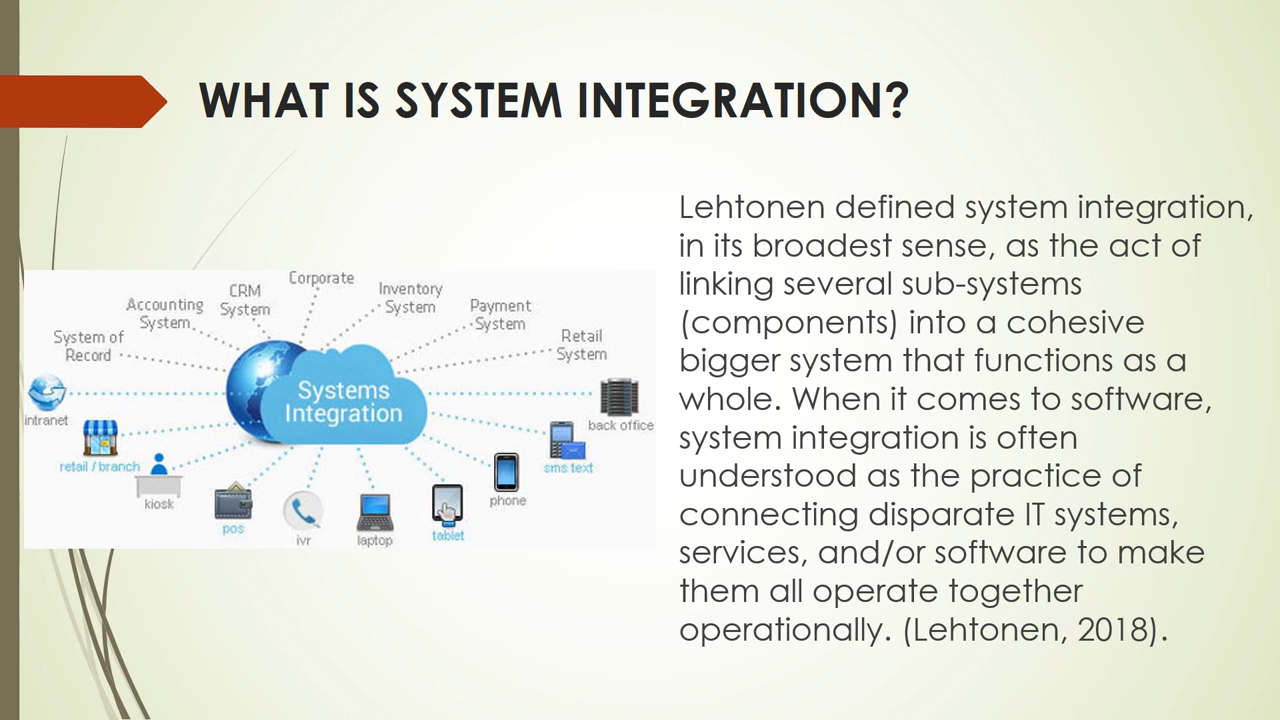 WHAT IS SYSTEM INTEGRATION?
Corporate
CRM
System
Inventory
System
Accounting
System
Payment
System
System of
Record
Retail
System
Systems
Integration
intranet
back office
retail / branch
sms text
kiosk
phone
pos
ivr
laptop
tablet
Lehtonen defined system integration,
in its broadest sense, as the act of
linking several sub-systems
(components) into a cohesive
bigger system that functions as a
whole. When it comes to software,
system integration is often
understood as the practice of
connecting disparate IT systems,
services, and/or software to make
them all operate together
operationally. (Lehtonen, 2018).